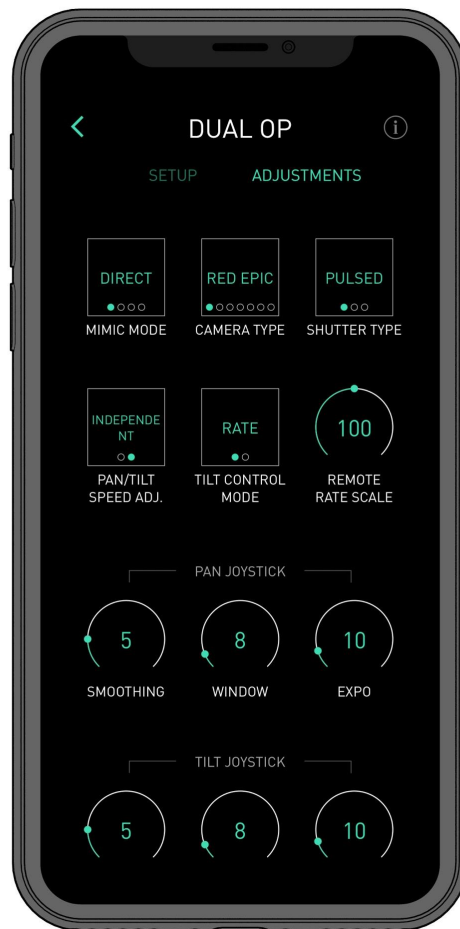 DUAL OP
i
SETUP ADJUSTMENTS
DIRECT RED EPIC PULSED
MIMIC MODE CAMERA TYPE SHUTTER TYPE
INDEPENDE
NT
RATE
100
PAN/TILT
SPEED ADJ.
TILT CONTROL
MODE
REMOTE
RATE SCALE
PAN JOYSTICK
5 8 10
SMOOTHING WINDOW EXPO
TILT JOYSTICK
5 8 10